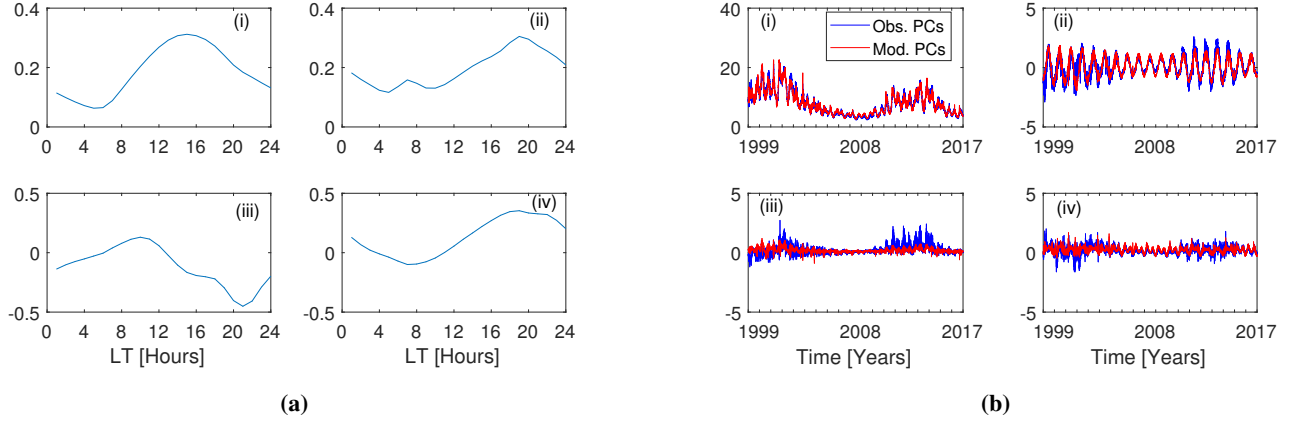 0.4
0.2
0
(i)
0 4 8 12 16 20 24
0.4
0.2
0
(ii)
0 4 8 12 16 20 24
40
20
0
(i)
Obs. PCs
Mod. PCs
1999 2008 2017
5
0
-5
(ii)
1999 2008 2017
0.5
0
-0.5
(iii)
0 4 8 12 16 20 24
LT [Hours]
0.5
0
-0.5
(iv)
0 4 8 12 16 20 24
LT [Hours]
5
0
-5
(iii)
1999 2008 2017
Time [Years]
5
0
-5
(iv)
1999 2008 2017
Time [Years]
(a)
(b)